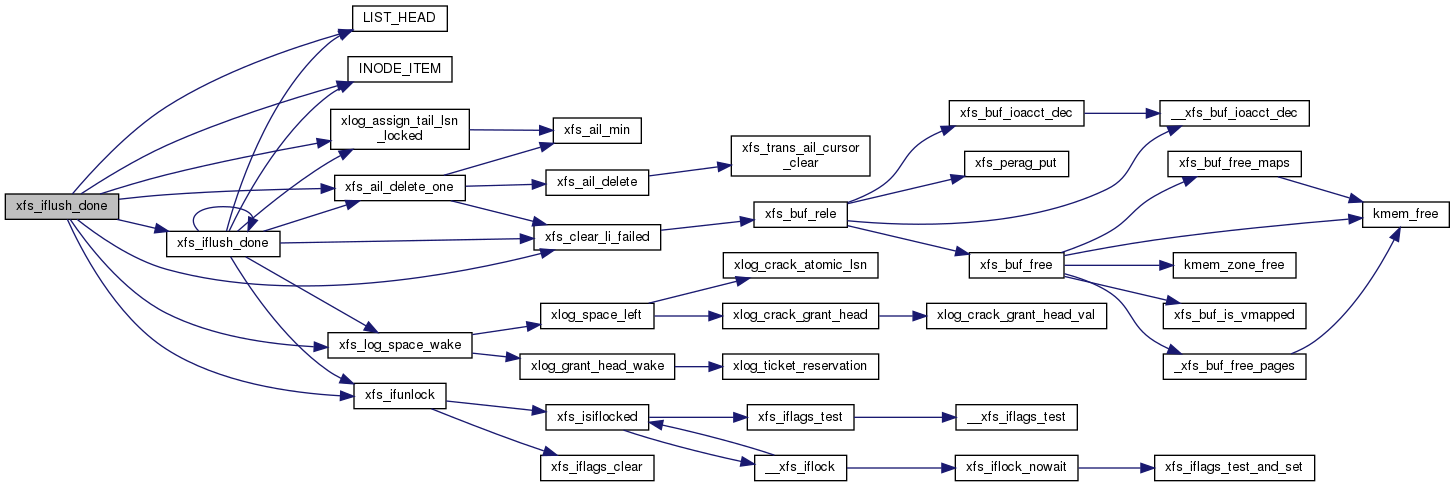 LIST_HEAD
INODE_ITEM
xlog_assign_tail_lsn
_locked
xfs_ail_min
xfs_buf_ioacct_dec
__xfs_buf_ioacct_dec
xfs_trans_ail_cursor
_clear
xfs_perag_put
xfs_buf_free_maps
xfs_ail_delete_one
xfs_ail_delete
xfs_iflush_done
xfs_buf_rele
kmem_free
xfs_iflush_done
xfs_clear_li_failed
xlog_crack_atomic_lsn
xfs_buf_free
kmem_zone_free
xlog_space_left
xlog_crack_grant_head
xlog_crack_grant_head_val
xfs_buf_is_vmapped
xfs_log_space_wake
xlog_grant_head_wake
xlog_ticket_reservation
_xfs_buf_free_pages
xfs_ifunlock
xfs_isiflocked
xfs_iflags_test
__xfs_iflags_test
xfs_iflags_clear
__xfs_iflock
xfs_iflock_nowait
xfs_iflags_test_and_set